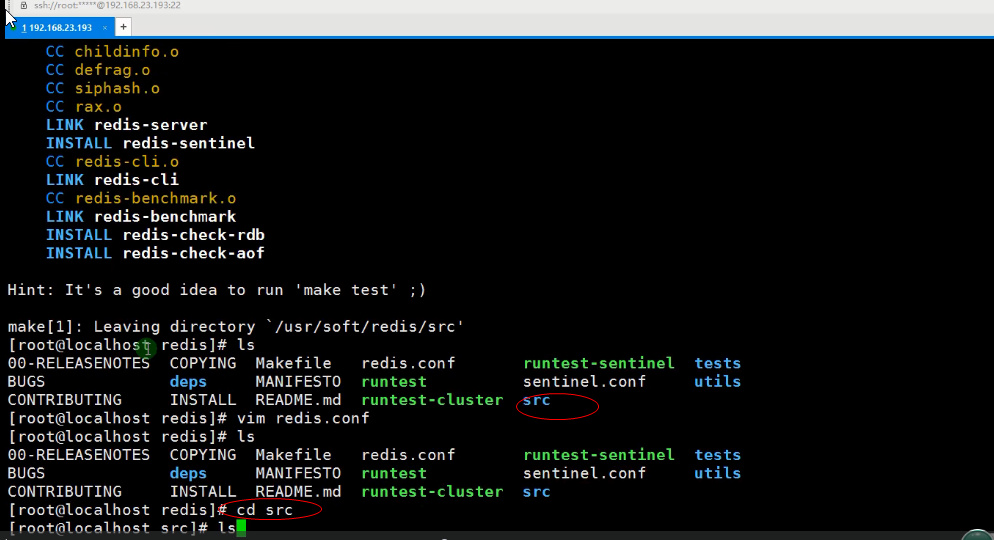 ssh://root:*****@192.168.23.193:22
1 192.168.23.193 × +
CC childinfo.o
CC defrag.o
CC siphash.o
CC rax.o
LINK redis-server
INSTALL redis-sentinel
CC redis-cli.o
LINK redis-cli
CC redis-benchmark.o
LINK redis-benchmark
INSTALL redis-check-rdb
INSTALL redis-check-aof
Hint: It's a good idea to run 'make test' ;)
make[1]: Leaving directory `/usr/soft/redis/src'
[root@localhost redis]# ls
00-RELEASENOTES COPYING Makefile redis.conf runtest-sentinel tests
BUGS deps MANIFESTO runtest sentinel.conf utils
CONTRIBUTING INSTALL README.md runtest-cluster src
[root@localhost redis]# vim redis.conf
[root@localhost redis]# ls
00-RELEASENOTES COPYING Makefile redis.conf runtest-sentinel tests
BUGS deps MANIFESTO runtest sentinel.conf utils
CONTRIBUTING INSTALL README.md runtest-cluster src
[root@localhost redis]# cd src
[root@localhost src]# ls